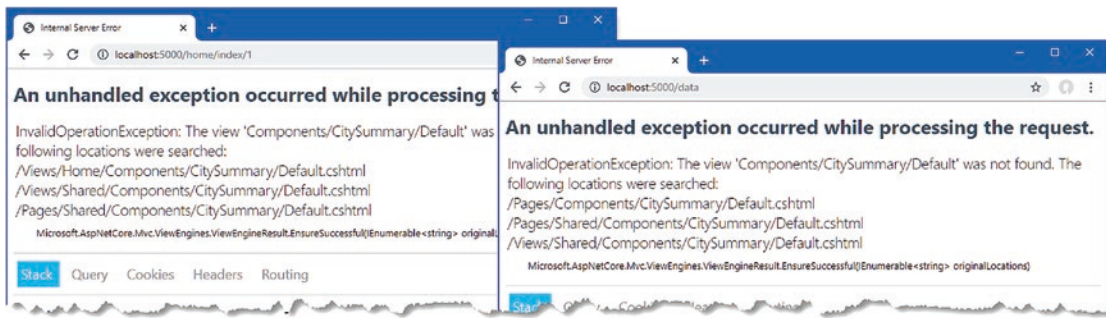 Internal Server Error
localhost:5000/home/index/1
An unhandled exception occurred while processing t
InvalidOperationException: The view 'Components/CitySummary/Default' was
following locations were searched:
/Views/Home/Components/CitySummary/Default.cshtml
/Views/Shared/Components/CitySummary/Default.cshtml
/Pages/Shared/Components/CitySummary/Default.cshtml
Microsoft.AspNetCore.Mvc.ViewEngines.ViewEngineResult.EnsureSuccessful(IEnumerable<string> originalL
Stack Query Cookies Headers Routing
Internal Server Error
localhost:5000/data
An unhandled exception occurred while processing the request.
InvalidOperationException: The view 'Components/CitySummary/Default' was not found. The
following locations were searched:
/Pages/Components/CitySummary/Default.cshtml
/Pages/Shared/Components/CitySummary/Default.cshtml
/Views/Shared/Components/CitySummary/Default.cshtml
Microsoft.AspNetCore.Mvc.ViewEngines.ViewEngineResult.EnsureSuccessful(IEnumerable<string> originalLocations)
Stack